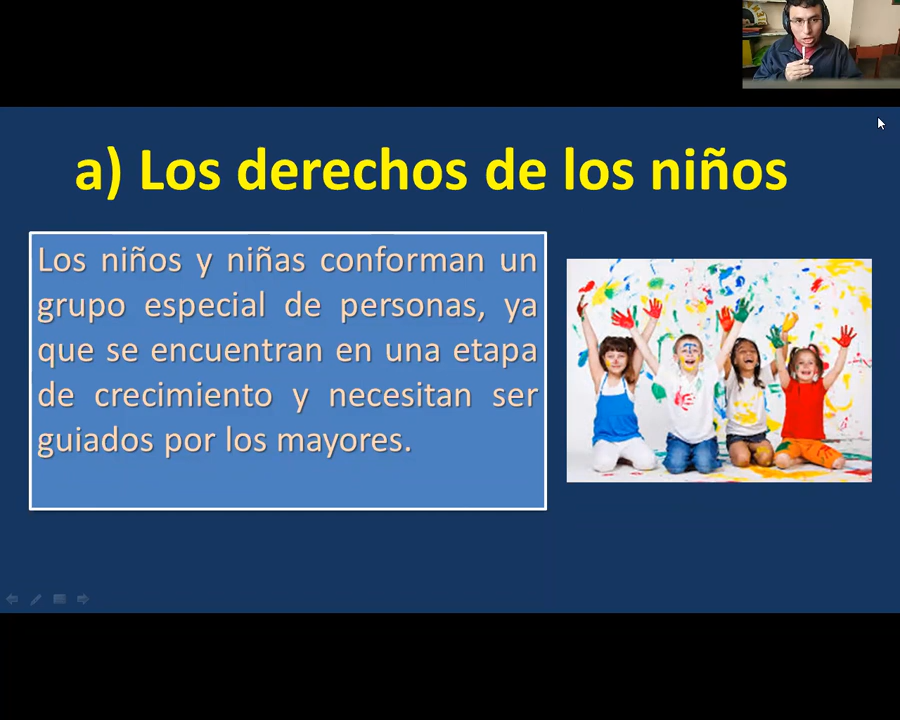 a) Los derechos de los niños
Los niños y niñas conforman un
grupo especial de personas, ya
que se encuentran en una etapa
de crecimiento y necesitan ser
guiados por los mayores.